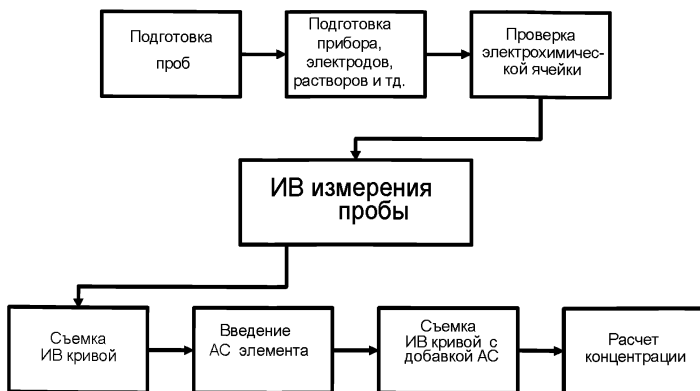 Подготовка
проб
Подготовка
прибора,
электродов,
растворов и тд.
Проверка
электрохимичес-
кой ячейки
ИВ измерения
пробы
Съемка
ИВ кривой
Введение
АС элемента
Съемка
ИВ кривой с
добавкой АС
Расчет
концентрации